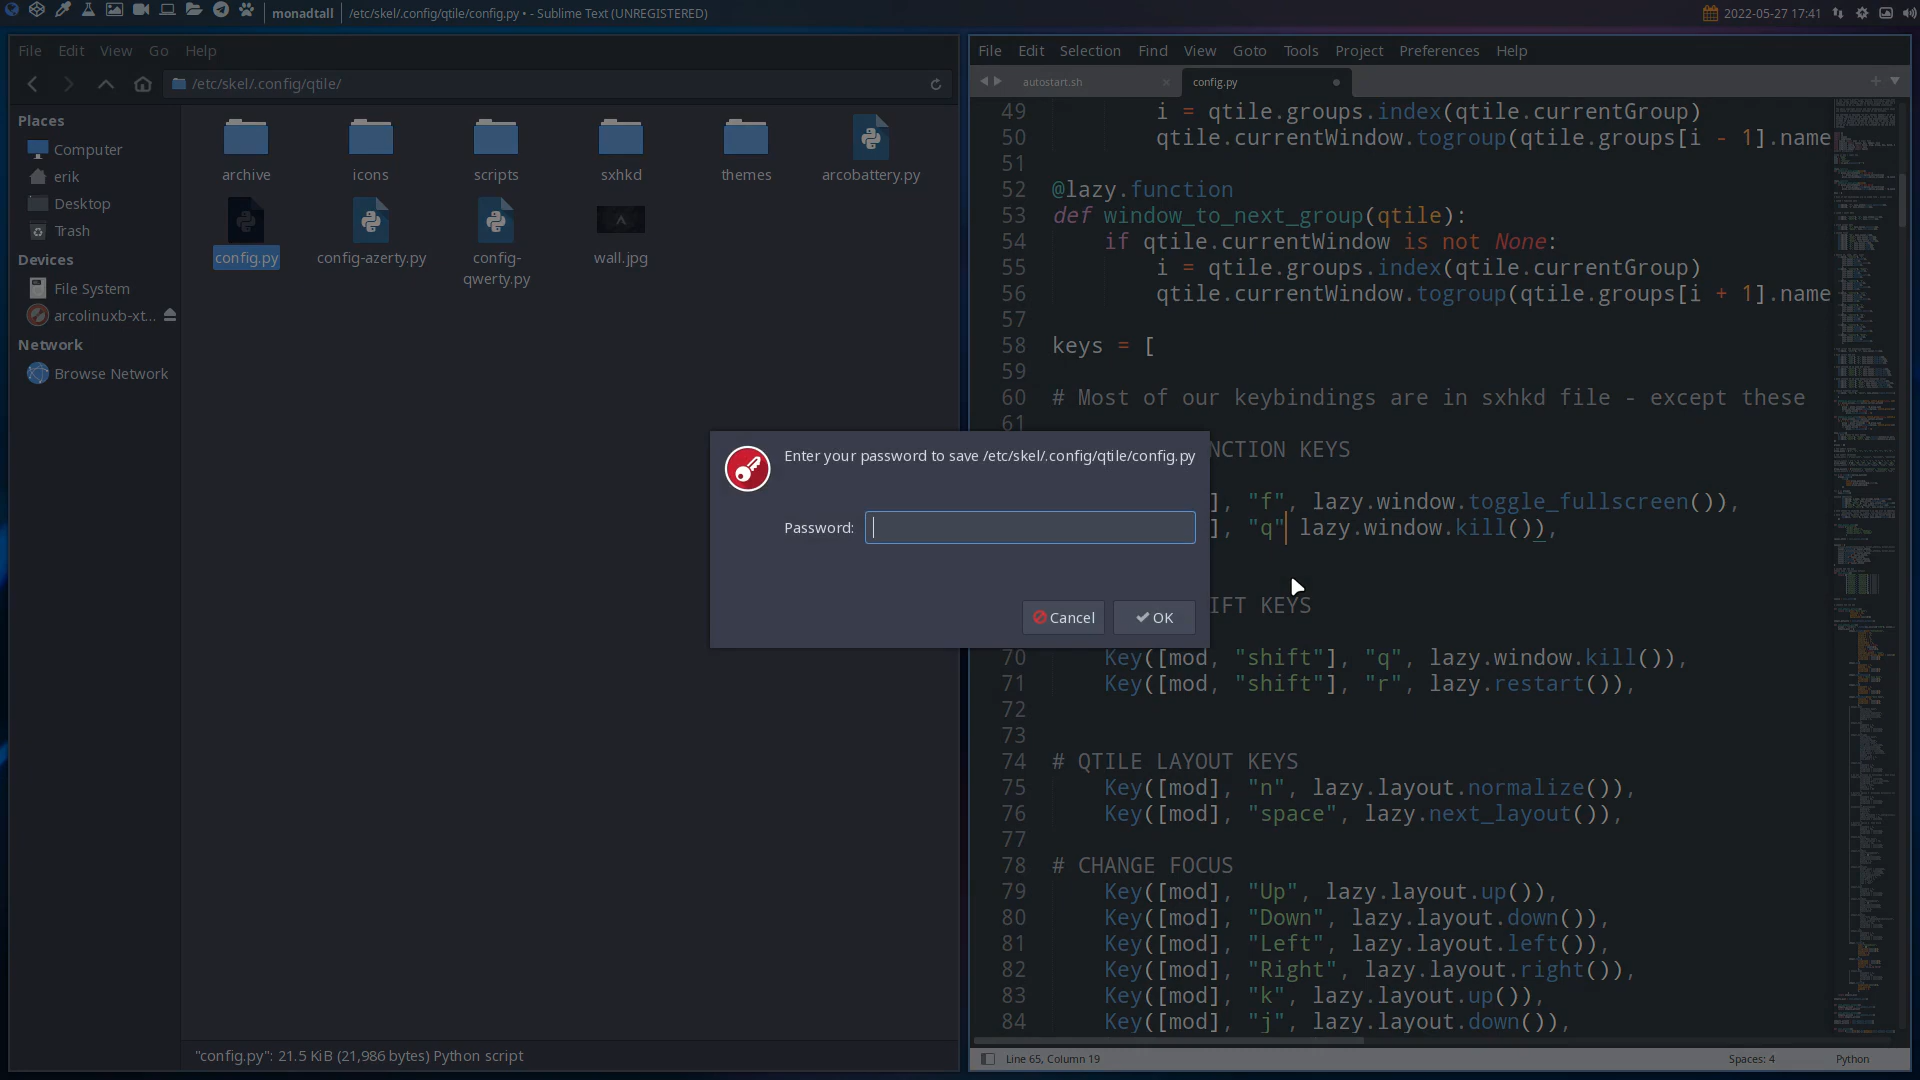 monadtall
/etc/skel/.config/qtile/config.py • - Sublime Text (UNREGISTERED)
2022-05-27 17:41
File Edit View Go Help
/etc/skel/.config/qtile/
Places
Computer
erik
Desktop
Trash
Devices
File System
arcolinuxb-xt...
Network
Browse Network
archive icons scripts sxhkd themes arcobattery.py
config.py config-azerty.py config-qwerty.py wall.jpg
"config.py": 21.5 KiB (21,986 bytes) Python script
File Edit Selection Find View Goto Tools Project Preferences Help
autostart.sh config.py
49 i = qtile.groups.index(qtile.currentGroup)
50 qtile.currentWindow.togroup(qtile.groups[i - 1].name
51
52 @lazy.function
53 def window_to_next_group(qtile):
54 if qtile.currentWindow is not None:
55 i = qtile.groups.index(qtile.currentGroup)
56 qtile.currentWindow.togroup(qtile.groups[i + 1].name
57
58 keys = [
59
60 # Most of our keybindings are in sxhkd file - except these
61
NCTION KEYS
], "f", lazy.window.toggle_fullscreen()),
], "q" lazy.window.kill()),
IFT KEYS
Enter your password to save /etc/skel/.config/qtile/config.py
Password:
Cancel OK
70 Key([mod, "shift"], "q", lazy.window.kill()),
71 Key([mod, "shift"], "r", lazy.restart()),
72
73
74 # QTILE LAYOUT KEYS
75 Key([mod], "n", lazy.layout.normalize()),
76 Key([mod], "space", lazy.next_layout()),
77
78 # CHANGE FOCUS
79 Key([mod], "Up", lazy.layout.up()),
80 Key([mod], "Down", lazy.layout.down()),
81 Key([mod], "Left", lazy.layout.left()),
82 Key([mod], "Right", lazy.layout.right()),
83 Key([mod], "k", lazy.layout.up()),
84 Key([mod], "j", lazy.layout.down()),
Line 65, Column 19
Spaces: 4 Python